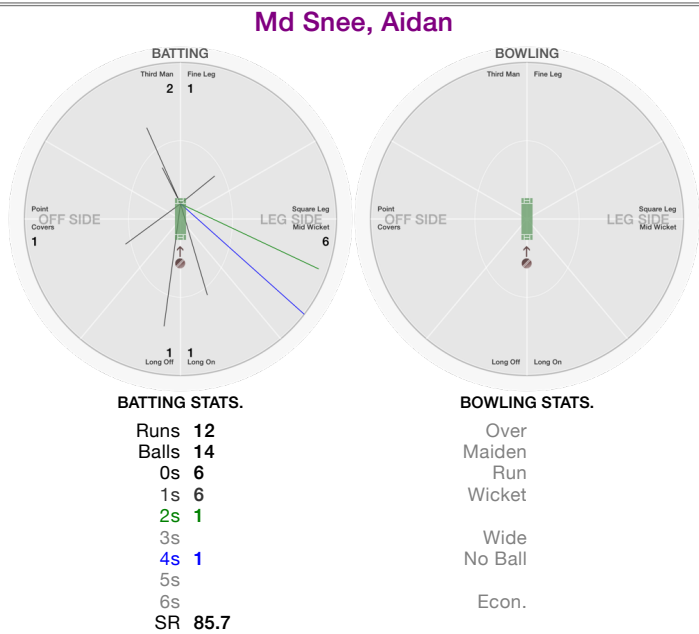 Md Snee, Aidan
BATTING
BOWLING
Third Man Fine Leg
2 1
Third Man Fine Leg
Point
OFF SIDE
Covers
1
Square Leg
LEG SIDE
Mid Wicket
6
Point
OFF SIDE
Covers
Square Leg
LEG SIDE
Mid Wicket
1 1
Long Off Long On
Long Off Long On
BATTING STATS.
BOWLING STATS.
Runs 12
Balls 14
0s 6
1s 6
2s 1
3s
4s 1
5s
6s
SR 85.7
Over
Maiden
Run
Wicket
Wide
No Ball
Econ.